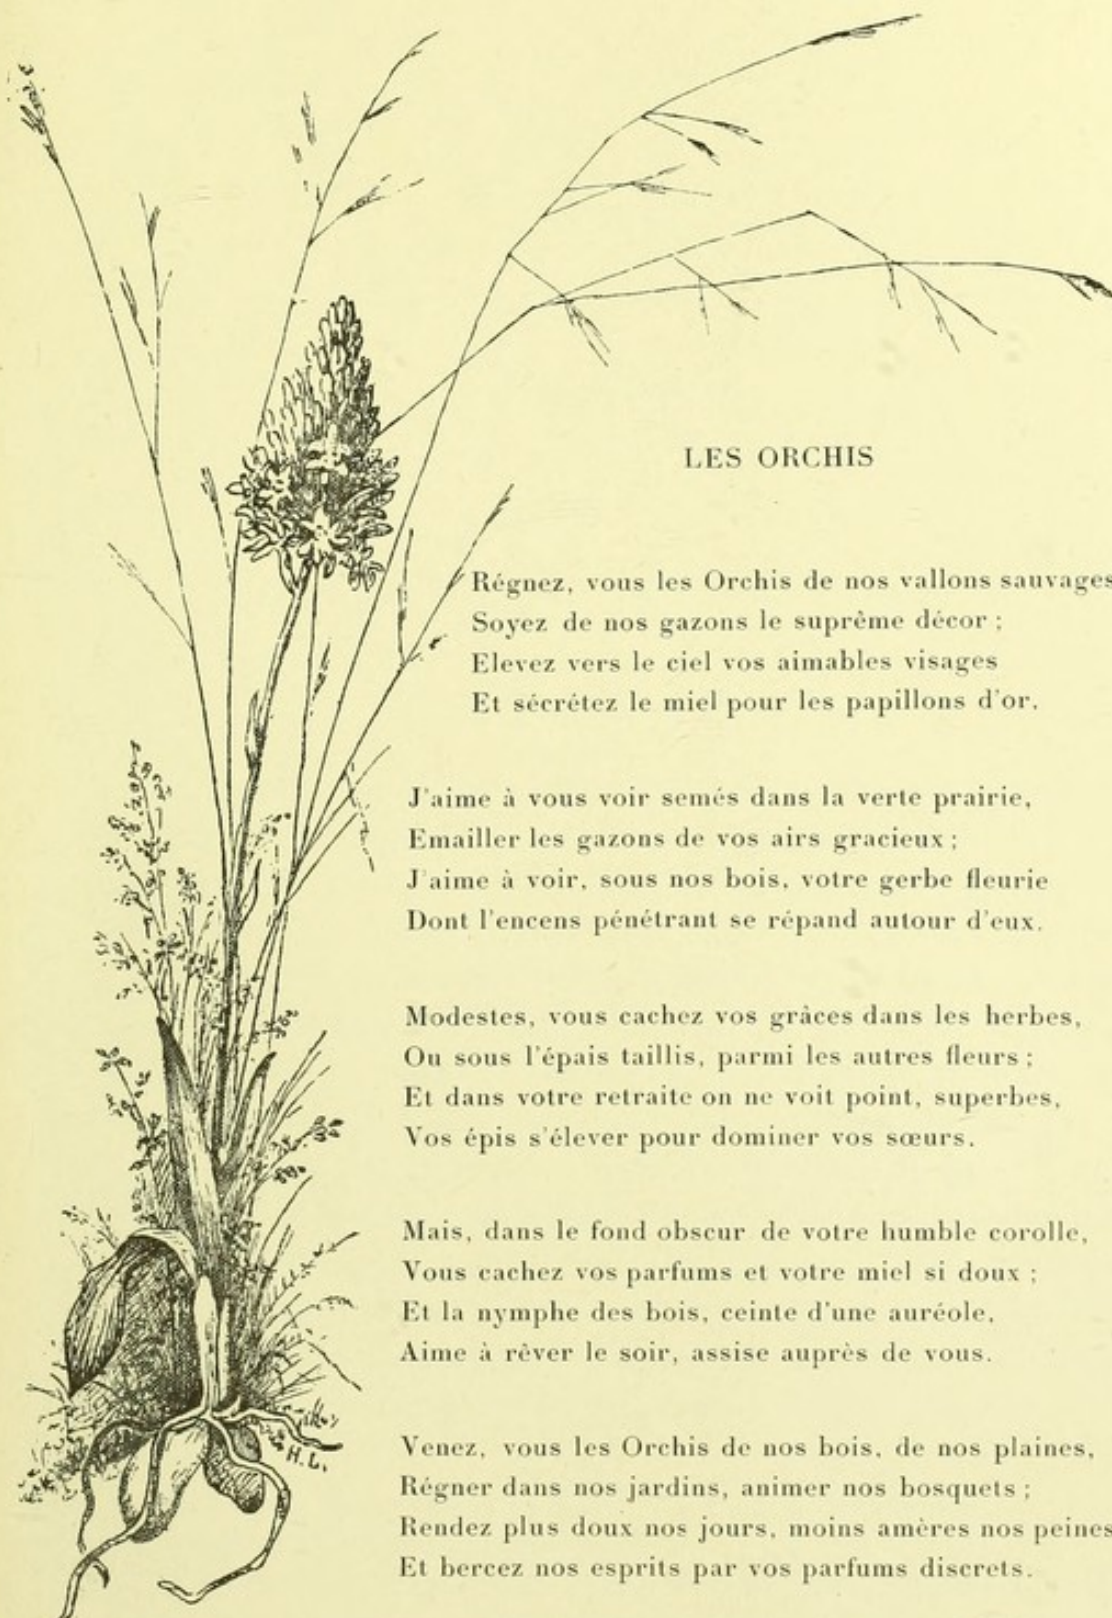 LES ORCHIS
Régnez, vous les Orchis de nos vallons sauvages
Soyez de nos gazons le suprême décor ;
Elevez vers le ciel vos aimables visages
Et sécrétez le miel pour les papillons d'or.
J'aime à vous voir semés dans la verte prairie,
Emailler les gazons de vos airs gracieux ;
J'aime à voir, sous nos bois, votre gerbe fleurie
Dont l'encens pénétrant se répand autour d'eux.
Modestes, vous cachez vos grâces dans les herbes,
Ou sous l'épais taillis, parmi les autres fleurs ;
Et dans votre retraite on ne voit point, superbes,
Vos épis s'élever pour dominer vos sœurs.
Mais, dans le fond obscur de votre humble corolle,
Vous cachez vos parfums et votre miel si doux ;
Et la nymphe des bois, ceinte d'une auréole,
Aime à rêver le soir, assise auprès de vous.
Venez, vous les Orchis de nos bois, de nos plaines,
Régner dans nos jardins, animer nos bosquets ;
Rendez plus doux nos jours, moins amères nos peines
Et bercez nos esprits par vos parfums discrets.
H. L.